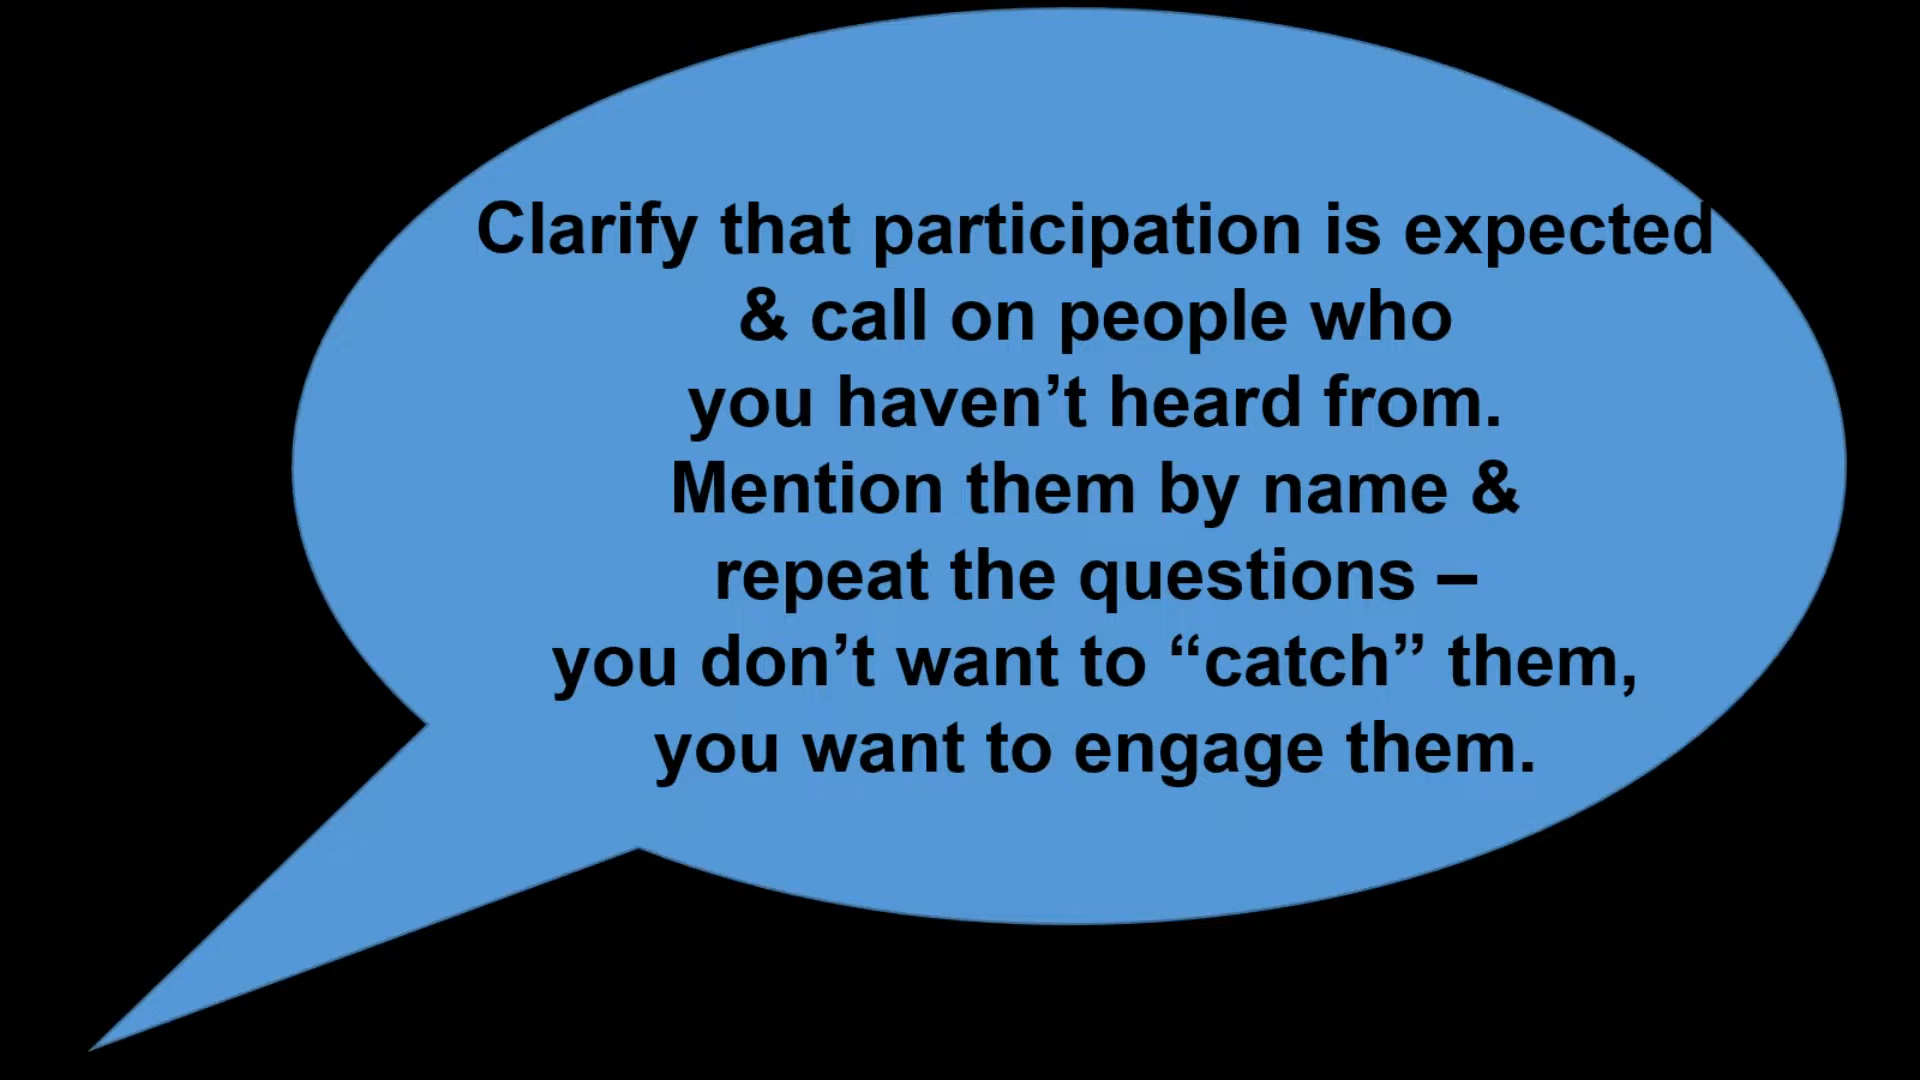 Clarify that participation is expected
& call on people who
you haven’t heard from.
Mention them by name &
repeat the questions –
you don’t want to “catch” them,
you want to engage them.